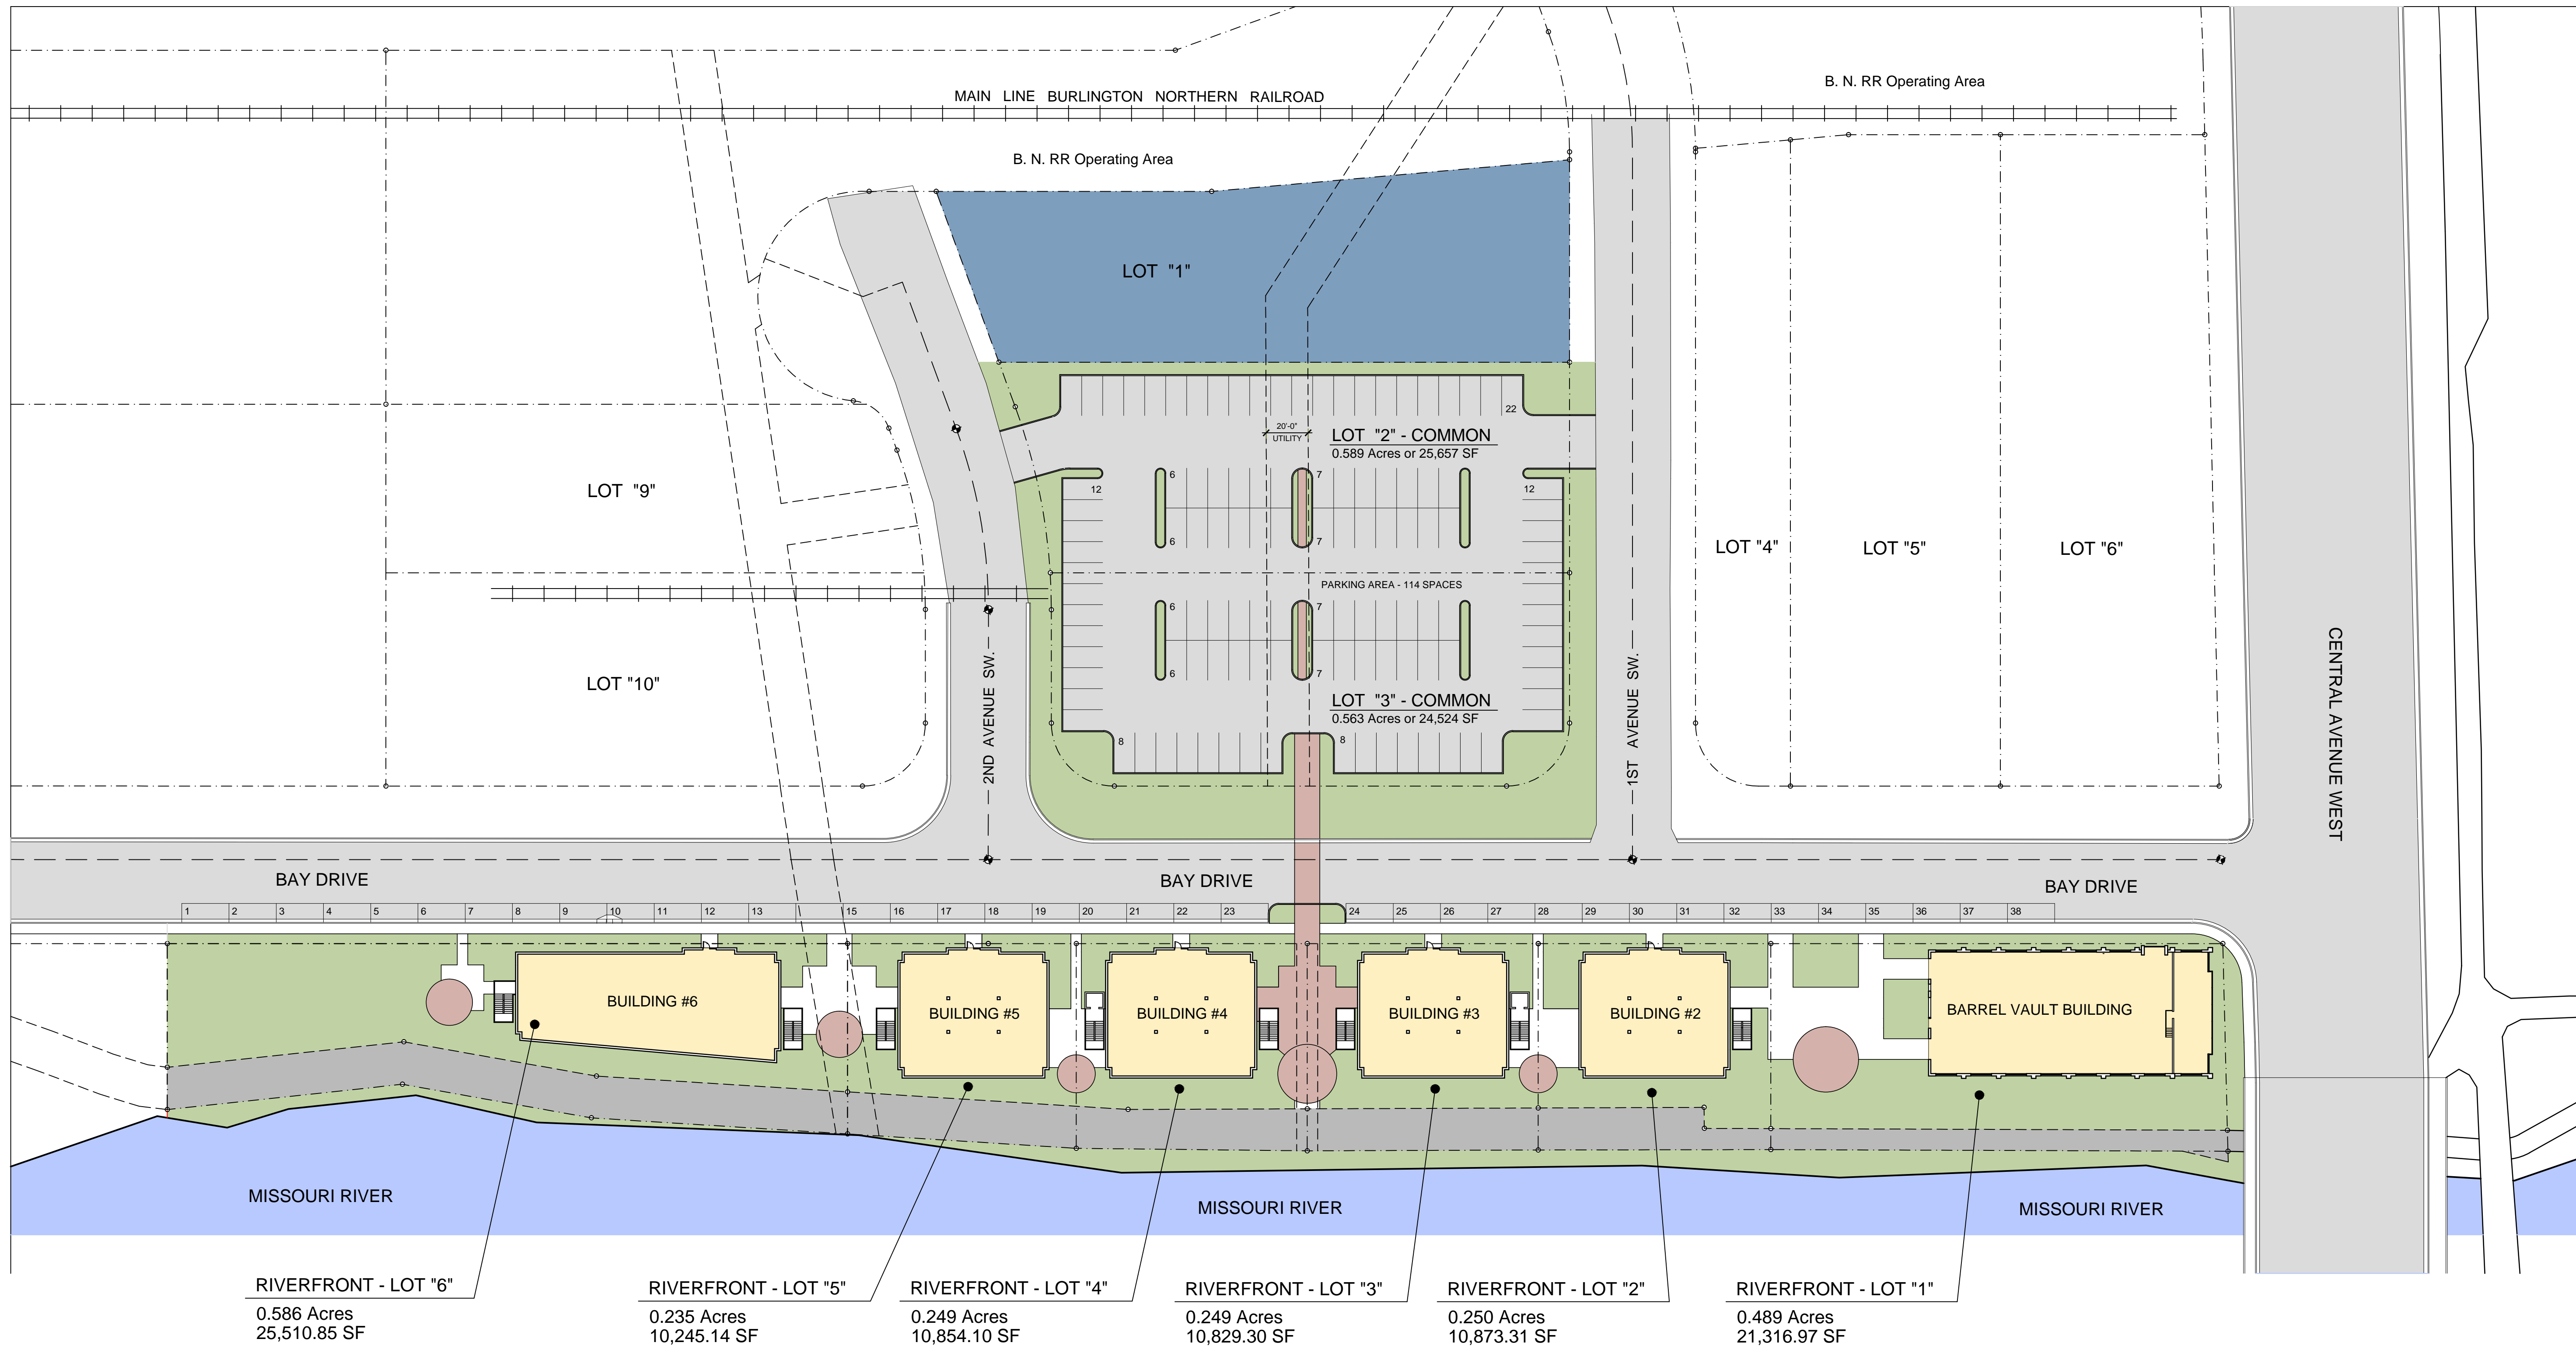 B. N. RR Operating Area
MAIN LINE BURLINGTON NORTHERN RAILROAD
B. N. RR Operating Area
LOT "1"
22
20'-0"
UTILITY
LOT "2" - COMMON
0.589 Acres or 25,657 SF
6
7
12
12
LOT "9"
6
7
LOT "4"
LOT "5"
LOT "6"
PARKING AREA - 114 SPACES
6
7
6
7
LOT "10"
LOT "3" - COMMON
0.563 Acres or 24,524 SF
8
8
2ND AVENUE SW.
1ST AVENUE SW.
CENTRAL AVENUE WEST
BAY DRIVE
BAY DRIVE
BAY DRIVE
1 2 3 4 5 6 7 8 9 10 11 12 13 15 16 17 18 19 20 21 22 23 24 25 26 27 28 29 30 31 32 33 34 35 36 37 38
BUILDING #6
BUILDING #5
BUILDING #4
BUILDING #3
BUILDING #2
BARREL VAULT BUILDING
MISSOURI RIVER
MISSOURI RIVER
MISSOURI RIVER
RIVERFRONT - LOT "6"
0.586 Acres
25,510.85 SF
RIVERFRONT - LOT "5"
0.235 Acres
10,245.14 SF
RIVERFRONT - LOT "4"
0.249 Acres
10,854.10 SF
RIVERFRONT - LOT "3"
0.249 Acres
10,829.30 SF
RIVERFRONT - LOT "2"
0.250 Acres
10,873.31 SF
RIVERFRONT - LOT "1"
0.489 Acres
21,316.97 SF